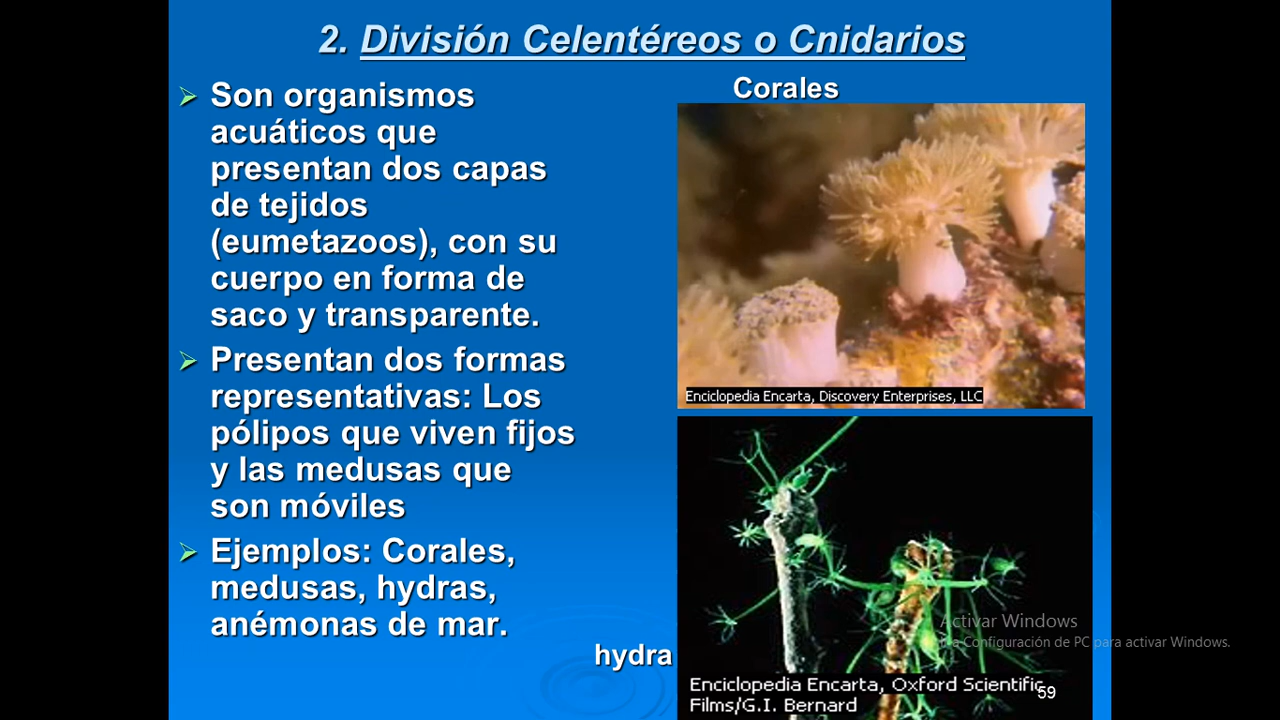 2. División Celentéreos o Cnidarios
Son organismos
acuáticos que
presentan dos capas
de tejidos
(eumetazoos), con su
cuerpo en forma de
saco y transparente.
Presentan dos formas
representativas: Los
pólipos que viven fijos
y las medusas que
son móviles
Ejemplos: Corales,
medusas, hydras,
anémonas de mar.
Corales
Enciclopedia Encarta, Discovery Enterprises, LLC
hydra
Enciclopedia Encarta, Oxford Scientific
Films/G.I. Bernard
59
Activar Windows
a Configuración de PC para activar Windows.